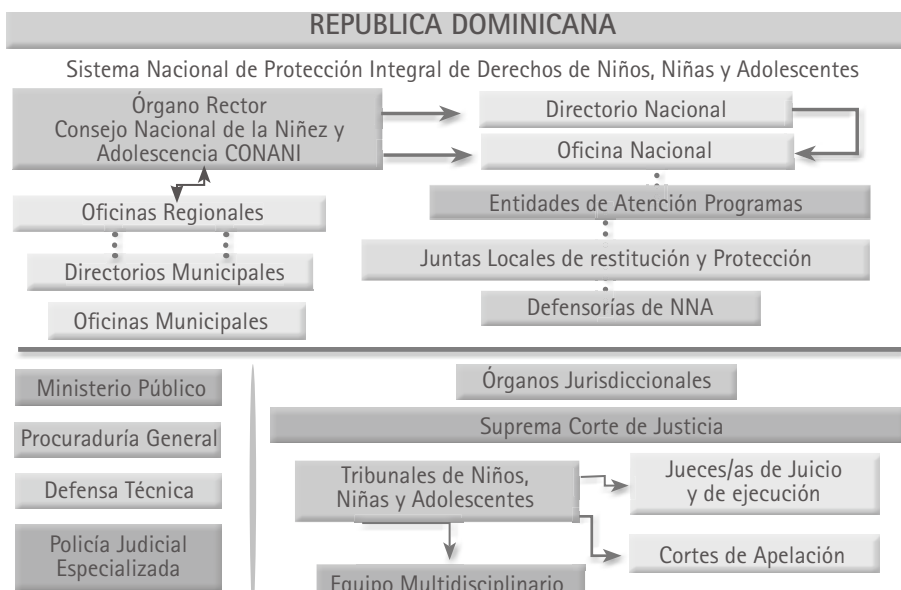 REPUBLICA DOMINICANA
Sistema Nacional de Protección Integral de Derechos de Niños, Niñas y Adolescentes
Órgano Rector
Consejo Nacional de la Niñez y
Adolescencia CONANI
Directorio Nacional
Oficina Nacional
Oficinas Regionales
Directorios Municipales
Oficinas Municipales
Entidades de Atención Programas
Juntas Locales de restitución y Protección
Defensorías de NNA
Ministerio Público
Procuraduría General
Defensa Técnica
Policía Judicial
Especializada
Órganos Jurisdiccionales
Suprema Corte de Justicia
Tribunales de Niños,
Niñas y Adolescentes
Jueces/as de Juicio
y de ejecución
Cortes de Apelación
Equipo Multidisciplinario